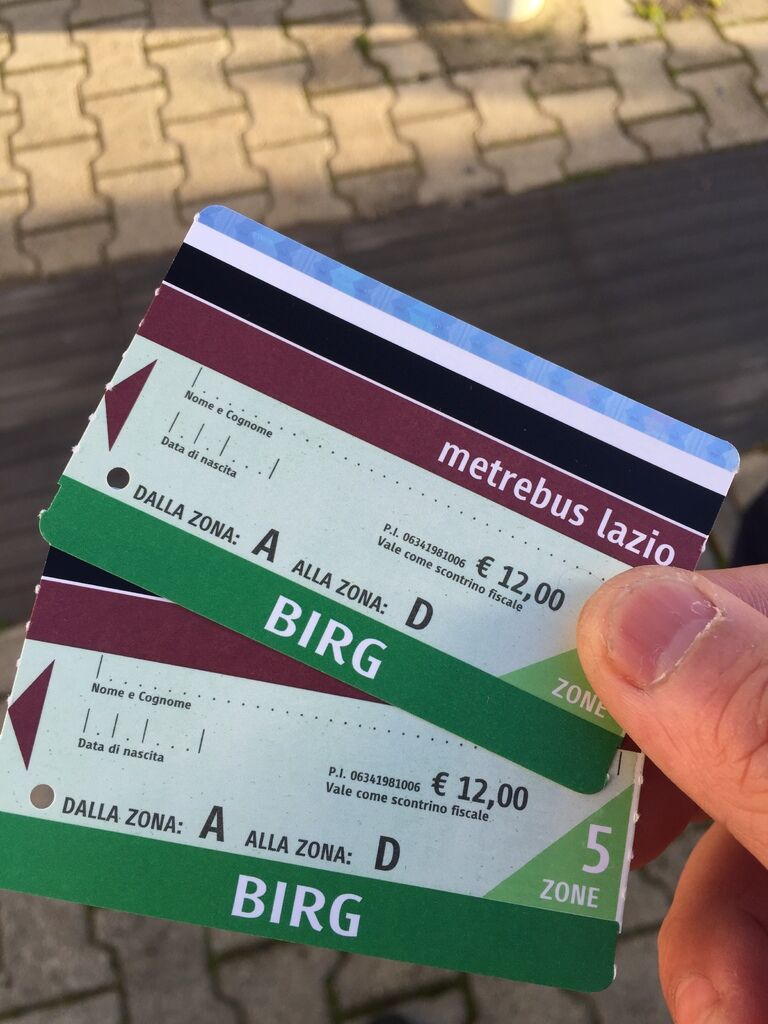 metrebus lazio
Nome e Cognome
Data di nascita
P.I. 06341981006
Vale come scontrino fiscale
€ 12,00
DALLA ZONA: A ALLA ZONA: D
BIRG
ZONE
Nome e Cognome
Data di nascita
P.I. 06341981006
Vale come scontrino fiscale
€ 12,00
DALLA ZONA: A ALLA ZONA: D
5
ZONE
BIRG